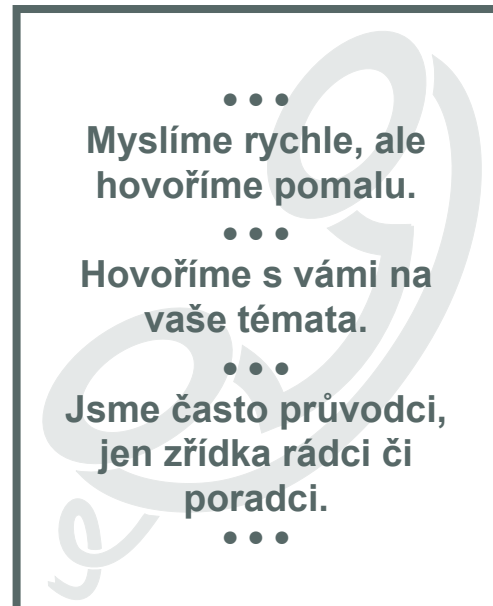 •••
Myslíme rychle, ale
hovoříme pomalu.
•••
Hovoříme s vámi na
vaše témata.
•••
Jsme často průvodci,
jen zřídka rádci či
poradci.
•••